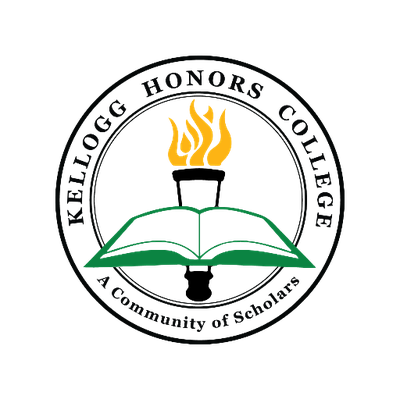 KELLOGG HONORS COLLEGE
A Community of Scholars